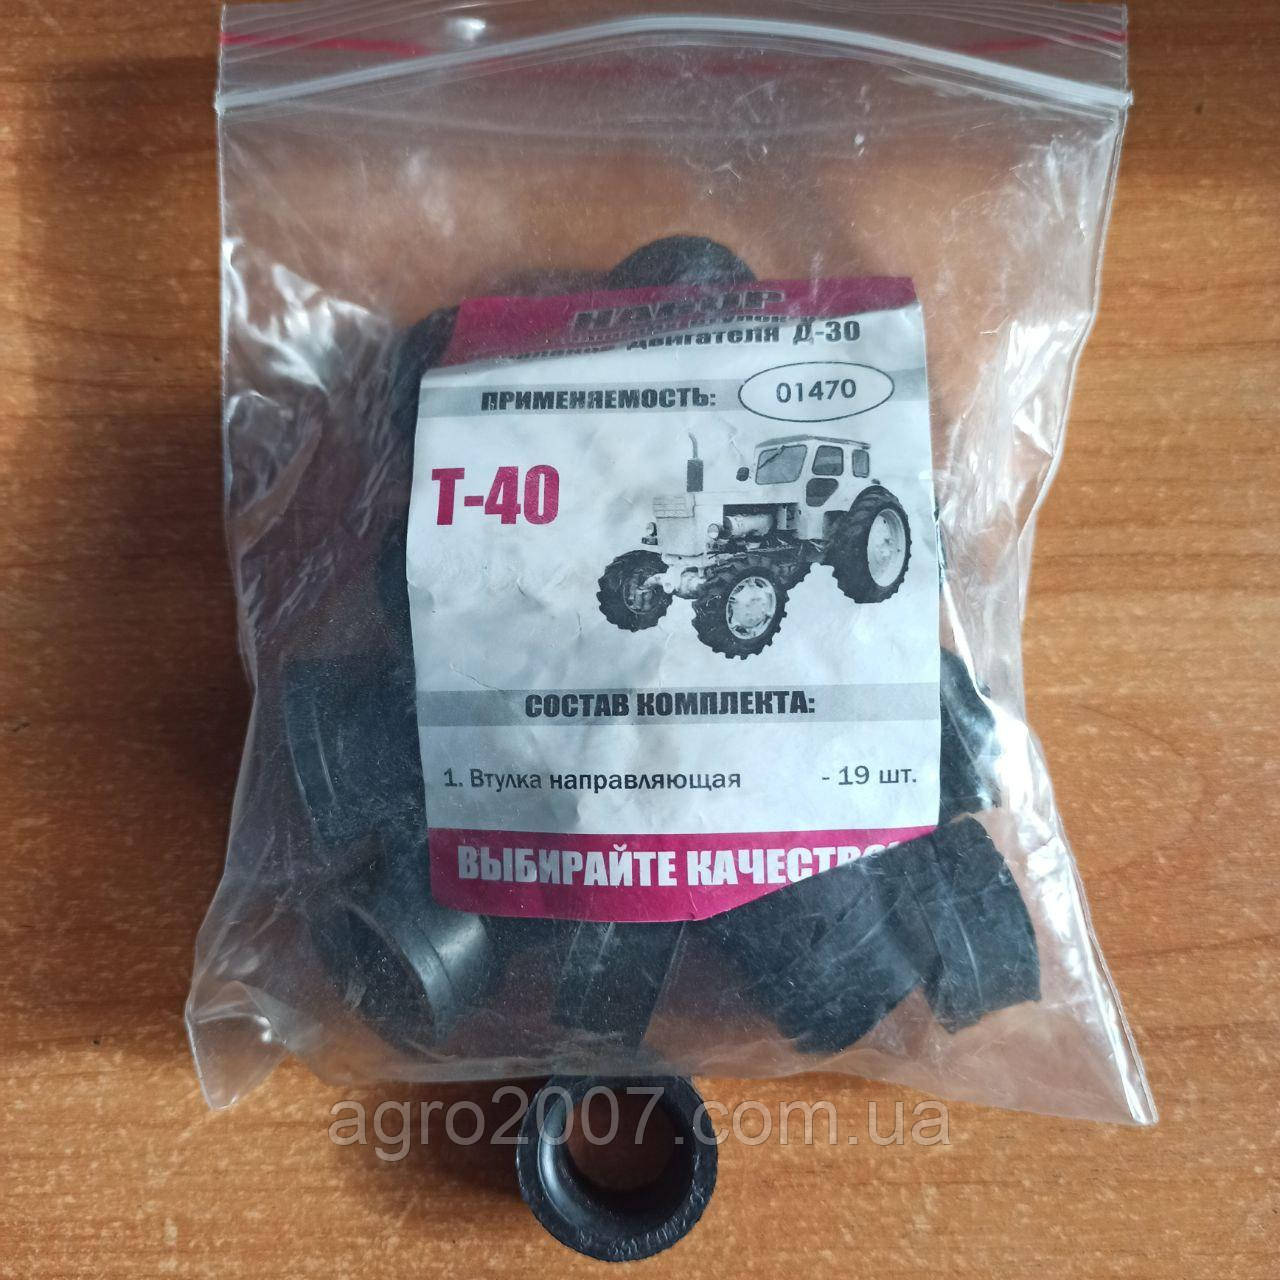 двигателя Д-30
ПРИМЕНЯЕМОСТЬ: 01470
Т-40
СОСТАВ КОМПЛЕКТА:
1. Втулка направляющая - 19 шт.
ВЫБИРАЙТЕ КАЧЕСТВО
agro2007.com.ua